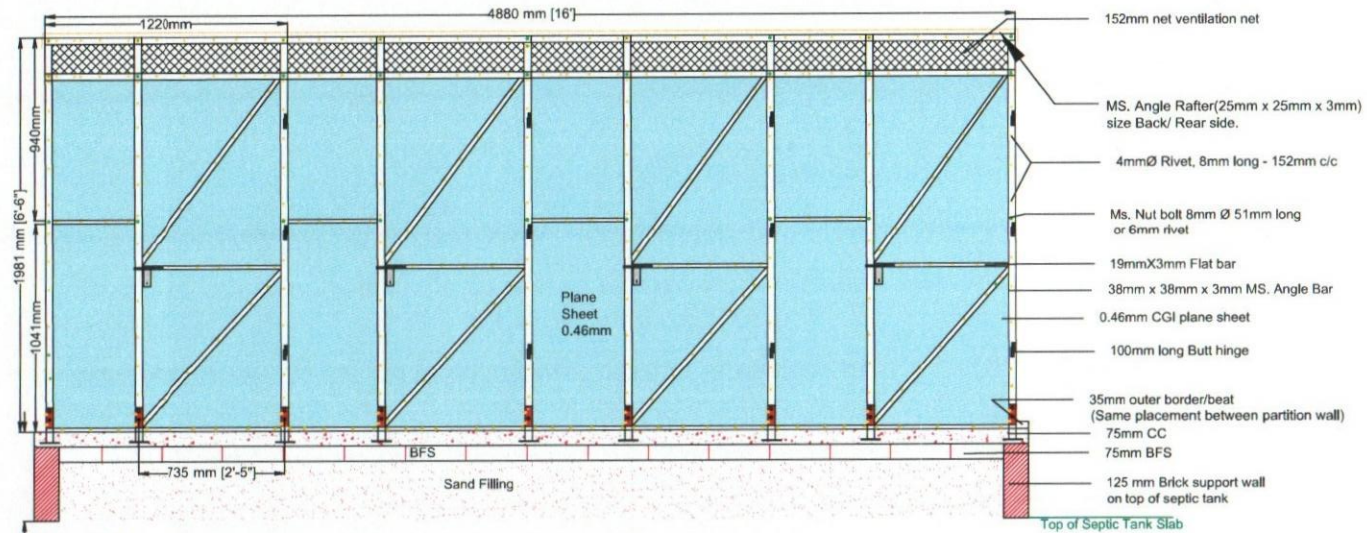 4880 mm [16']
1220mm
1981 mm [6'-6"]
940mm
1041mm
735 mm [2'-5"]
Plane
Sheet
0.46mm
BFS
Sand Filling
152mm net ventilation net
MS. Angle Rafter(25mm x 25mm x 3mm)
size Back/ Rear side.
4mmØ Rivet, 8mm long - 152mm c/c
Ms. Nut bolt 8mm Ø 51mm long
or 6mm rivet
19mmX3mm Flat bar
38mm x 38mm x 3mm MS. Angle Bar
0.46mm CGI plane sheet
100mm long Butt hinge
35mm outer border/beat
(Same placement between partition wall)
75mm CC
75mm BFS
125 mm Brick support wall
on top of septic tank
Top of Septic Tank Slab